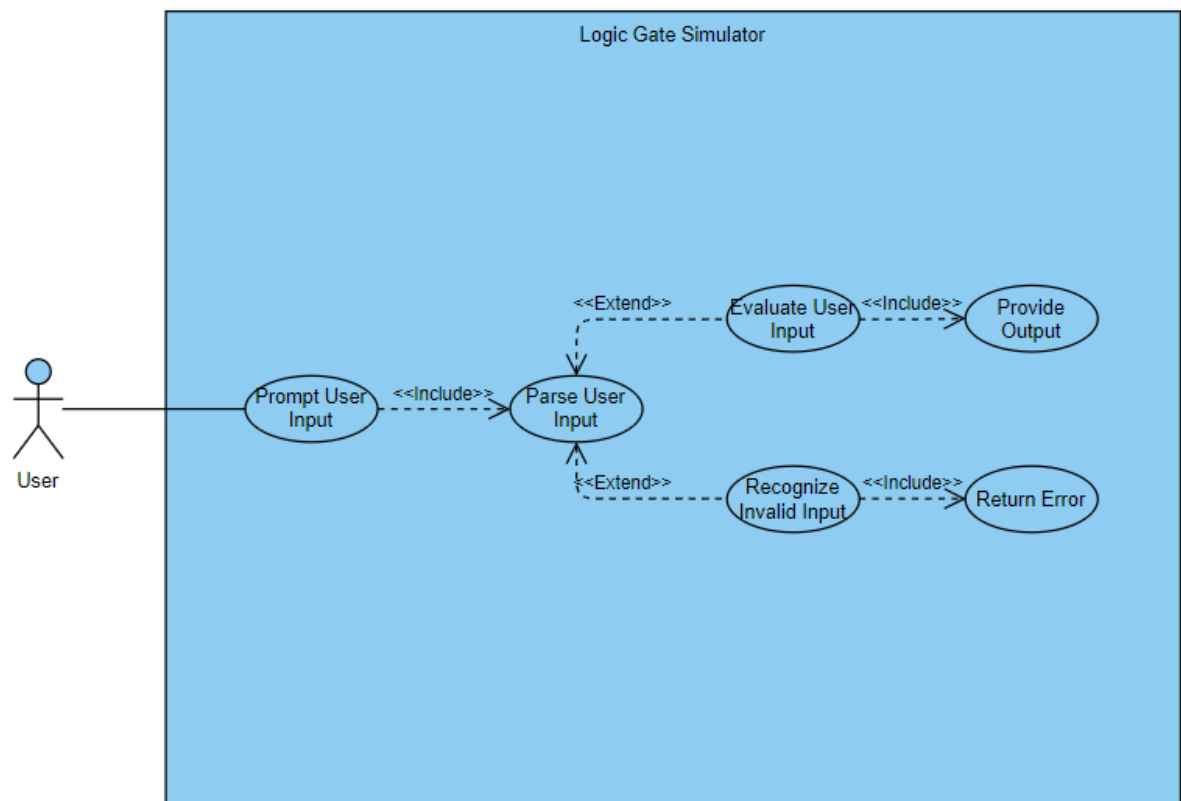 Logic Gate Simulator
<<Extend>>
Evaluate User
Input
<<Include>>
Provide
Output
User
Prompt User
Input
<<Include>>
Parse User
Input
<<Extend>>
Recognize
Invalid Input
<<Include>>
Return Error